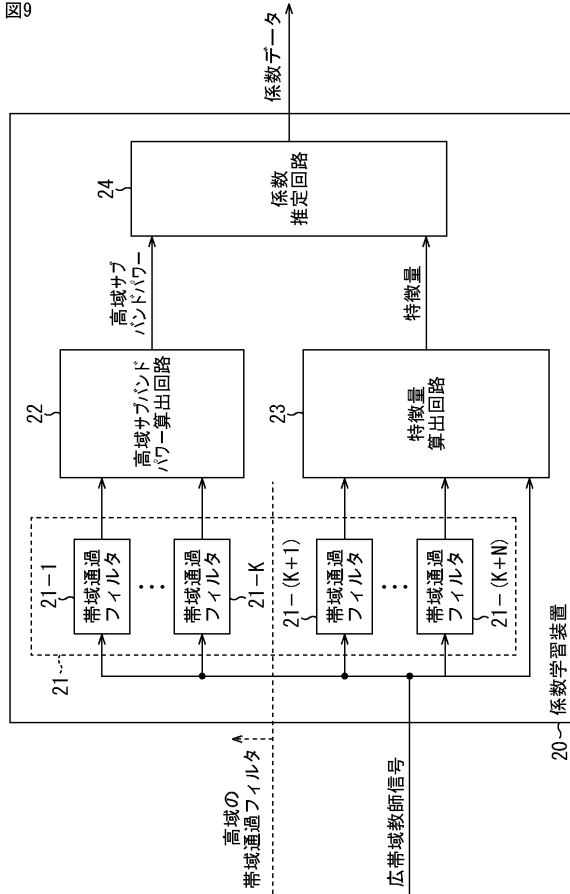 図9
係数データ
24
係数
推定回路
高域サブ
バンドパワー
特徴量
22
高域サブバンド
パワー算出回路
23
特徴量
算出回路
21-1
帯域通過
フィルタ
...
帯域通過
フィルタ
21-K
21-(K+1)
帯域通過
フィルタ
...
帯域通過
フィルタ
21-(K+N)
21
20
係数学習装置
高域の
帯域通過フィルタ
広帯域教師信号